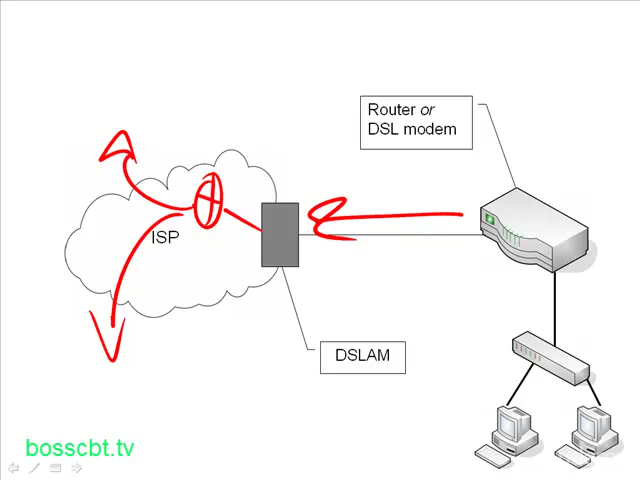 Router or
DSL modem
ISP
DSLAM
bosscbt.tv